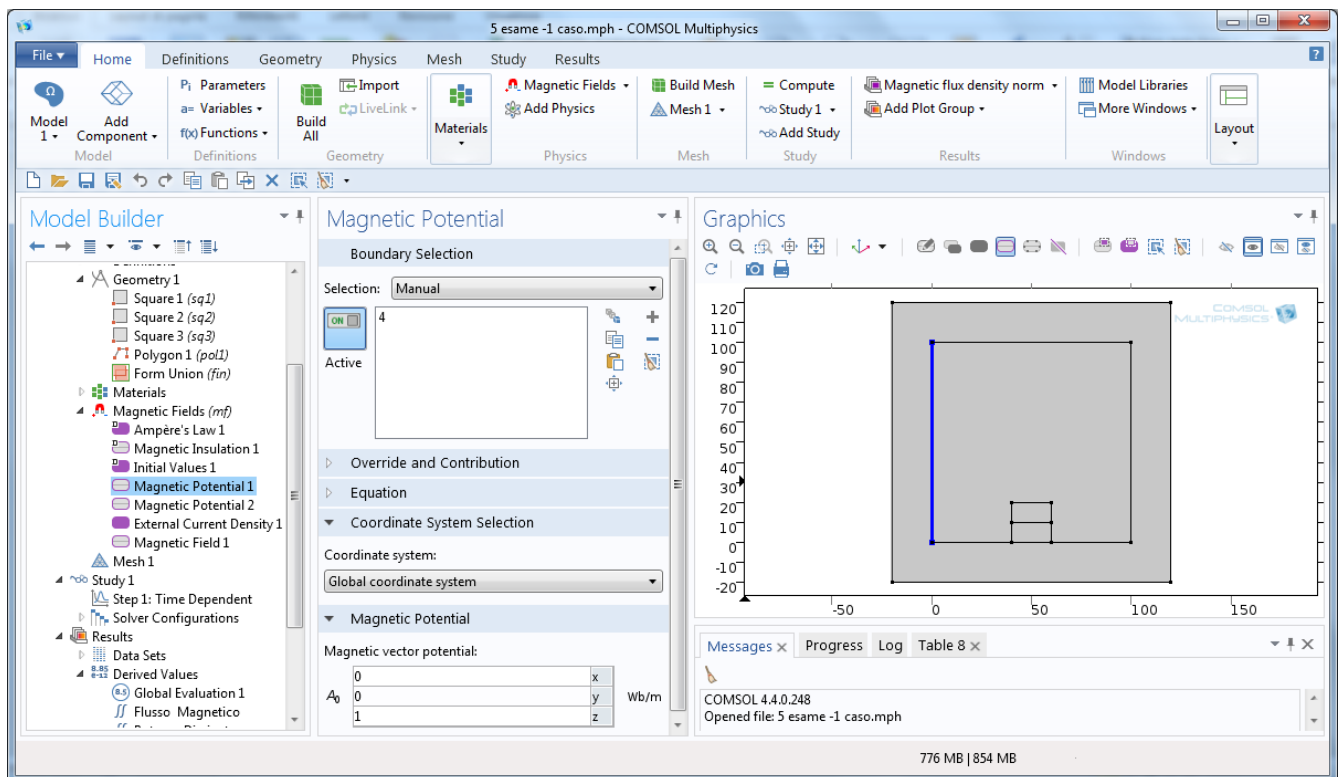 5 esame -1 caso.mph - COMSOL Multiphysics
File Home Definitions Geometry Physics Mesh Study Results
Model 1
Add Component
Model
Pi Parameters
a= Variables
f(x) Functions
Definitions
Build All
Import
LiveLink
Geometry
Materials
Magnetic Fields
Add Physics
Physics
Build Mesh
Mesh 1
Mesh
= Compute
Study 1
Add Study
Study
Magnetic flux density norm
Add Plot Group
Results
Model Libraries
More Windows
Windows
Layout
Model Builder
Geometry 1
Square 1 (sq1)
Square 2 (sq2)
Square 3 (sq3)
Polygon 1 (pol1)
Form Union (fin)
Materials
Magnetic Fields (mf)
Ampère's Law 1
Magnetic Insulation 1
Initial Values 1
Magnetic Potential 1
Magnetic Potential 2
External Current Density 1
Magnetic Field 1
Mesh 1
Study 1
Step 1: Time Dependent
Solver Configurations
Results
Data Sets
8.85
e-12 Derived Values
8.5 Global Evaluation 1
Flusso Magnetico
Magnetic Potential
Boundary Selection
Selection: Manual
ON
Active
4
Override and Contribution
Equation
Coordinate System Selection
Coordinate system:
Global coordinate system
Magnetic Potential
Magnetic vector potential:
0 x
A0 0 y Wb/m
1 z
Graphics
COMSOL
MULTIPHYSICS
120
110
100
90
80
70
60
50
40
30
20
10
0
-10
-20
-50 0 50 100 150
Messages Progress Log Table 8
COMSOL 4.4.0.248
Opened file: 5 esame -1 caso.mph
776 MB | 854 MB